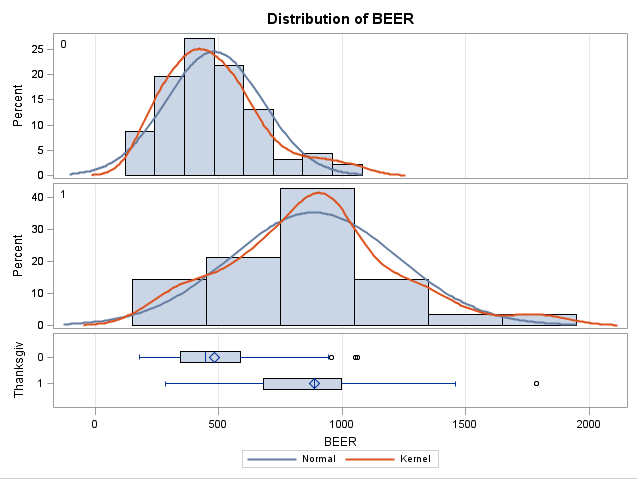 Distribution of BEER
0
25
20
15
10
5
0
Percent
1
40
30
20
10
0
Percent
Thanksgiv
0
1
0 500 1000 1500 2000
BEER
Normal Kernel